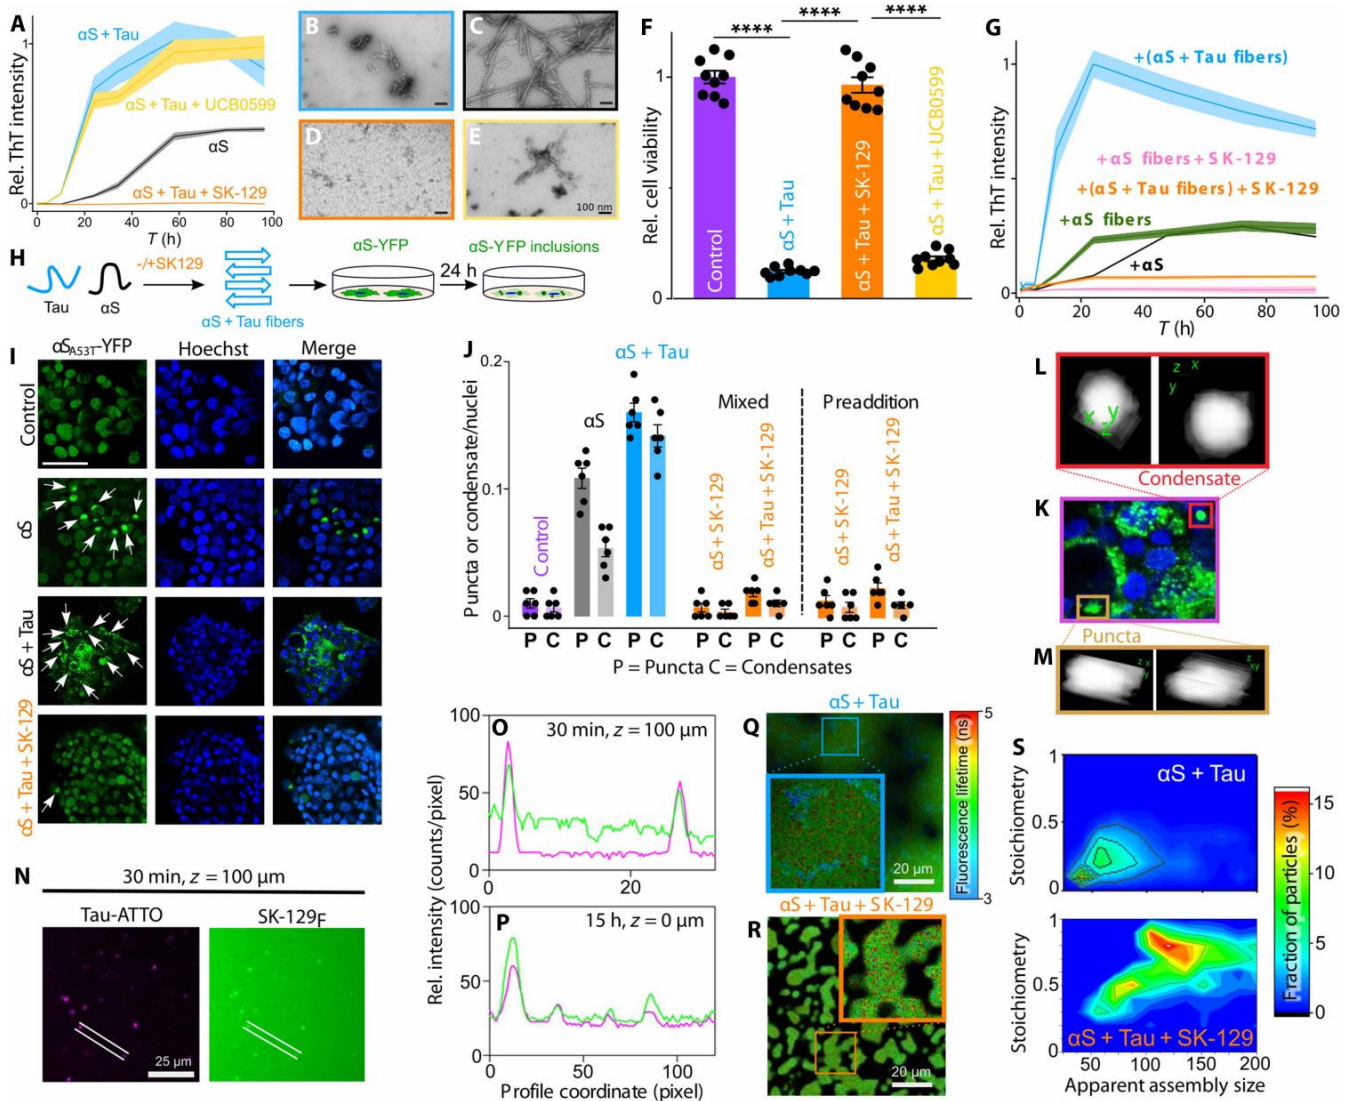 A
1
0
Rel. ThT intensity
αS + Tau
αS + Tau + UCB0599
αS
αS + Tau + SK-129
0 20 40 60 80 100
T (h)
B
C
D
E
100 nm
F
**** **** ****
1
0
Rel. cell viability
Control
αS + Tau
αS + Tau + SK-129
αS + Tau + UCB0599
G
1
0
Rel. ThT intensity
+(αS + Tau fibers)
+αS fibers + SK-129
+(αS + Tau fibers) + SK-129
+αS fibers
+αS
0 20 40 60 80 100
T (h)
H
-/+SK129
Tau αS
αS + Tau fibers
αS-YFP
24 h
αS-YFP inclusions
I
αSA53T-YFP Hoechst Merge
Control
αS
αS + Tau
αS + Tau + SK-129
J
0.2
0.1
0
Puncta or condensate/nuclei
αS + Tau
αS
Control
Mixed
Preaddition
αS + SK-129
αS + Tau + SK-129
αS + SK-129
αS + Tau + SK-129
P C P C P C P C P C P C P C
P = Puncta C = Condensates
L
x y z
z x y
Condensate
K
Puncta
M
z x y
z xy
N
30 min, z = 100 μm
Tau-ATTO SK-129F
25 μm
O
30 min, z = 100 μm
100
50
0
0 20
P
15 h, z = 0 μm
100
50
0
0 50 100
Rel. intensity (counts/pixel)
Profile coordinate (pixel)
Q
αS + Tau
20 μm
5
3
Fluorescence lifetime (ns)
αS + Tau + SK-129
R
20 μm
S
αS + Tau
1
0.5
0
Stoichiometry
αS + Tau + SK-129
1
0.5
0
Stoichiometry
50 100 150 200
Apparent assembly size
15
10
5
0
Fraction of particles (%)